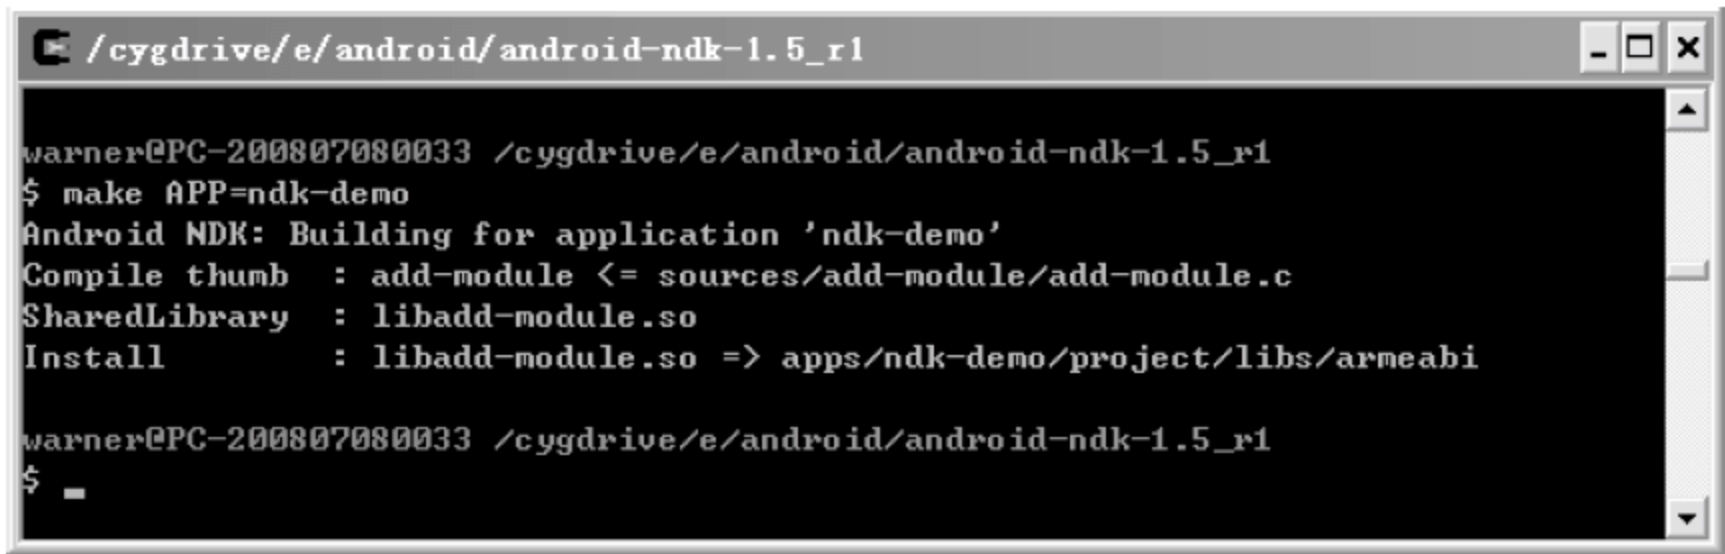 /cygdrive/e/android/android-ndk-1.5_r1
warner@PC-200807080033 /cygdrive/e/android/android-ndk-1.5_r1
$ make APP=ndk-demo
Android NDK: Building for application 'ndk-demo'
Compile thumb  : add-module <= sources/add-module/add-module.c
SharedLibrary  : libadd-module.so
Install        : libadd-module.so => apps/ndk-demo/project/libs/armeabi
warner@PC-200807080033 /cygdrive/e/android/android-ndk-1.5_r1
$ _